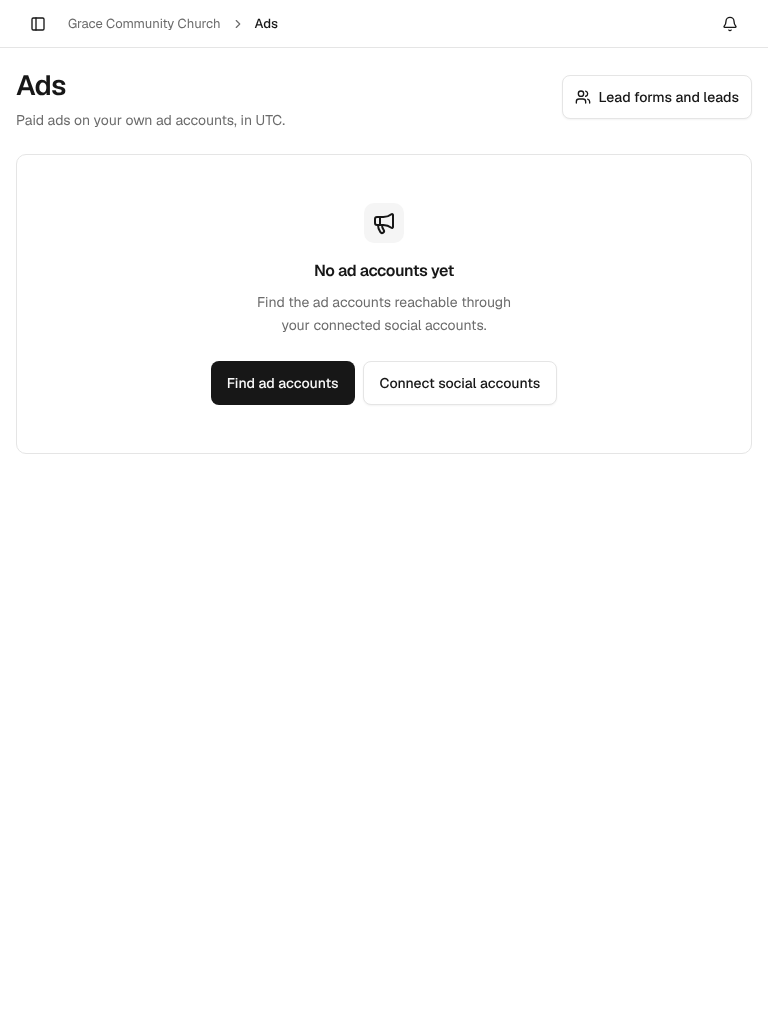 Grace Community Church > Ads
Ads
Paid ads on your own ad accounts, in UTC.
Lead forms and leads
No ad accounts yet
Find the ad accounts reachable through
your connected social accounts.
Find ad accounts
Connect social accounts